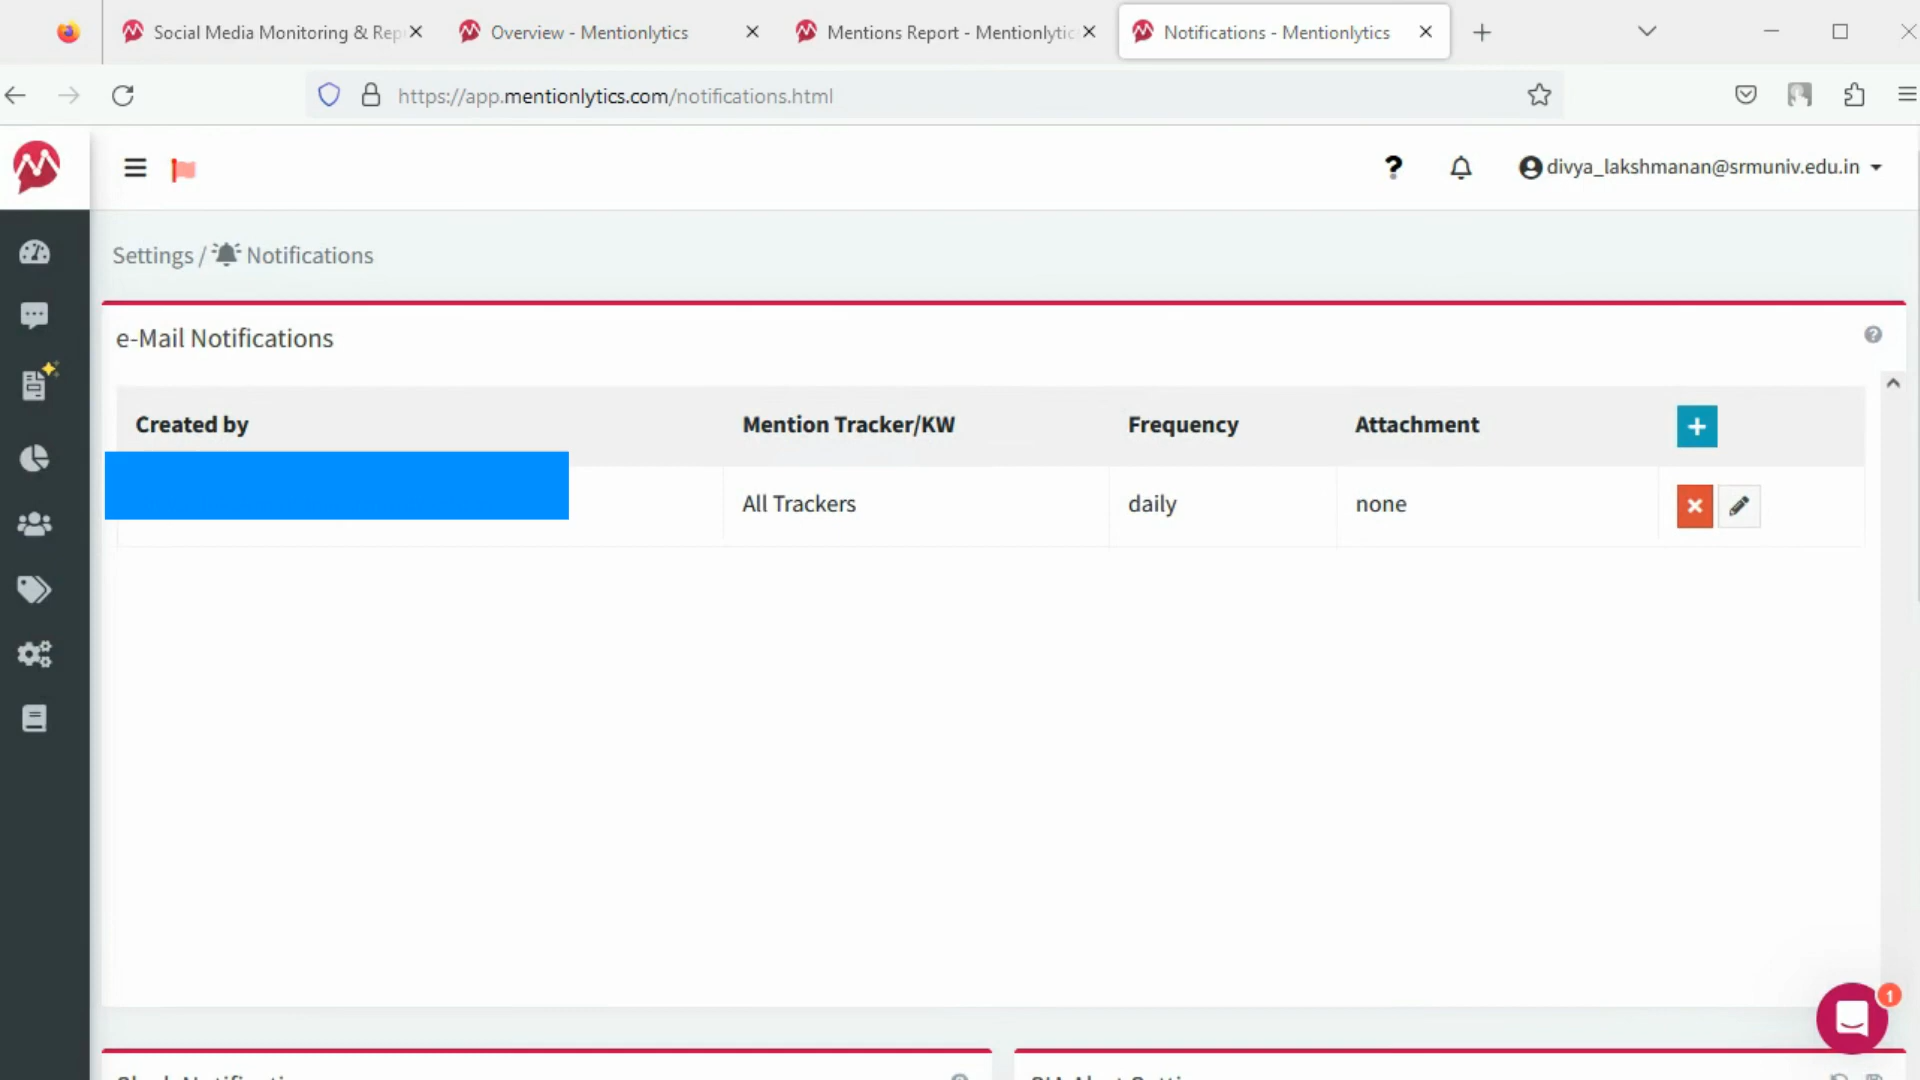 Social Media Monitoring & Rep
Overview - Mentionlytics
Mentions Report - Mentionlytic
Notifications - Mentionlytics
https://app.mentionlytics.com/notifications.html
?
divya_lakshmanan@srmuniv.edu.in
Settings / Notifications
e-Mail Notifications
Created by Mention Tracker/KW Frequency Attachment
All Trackers daily none
1